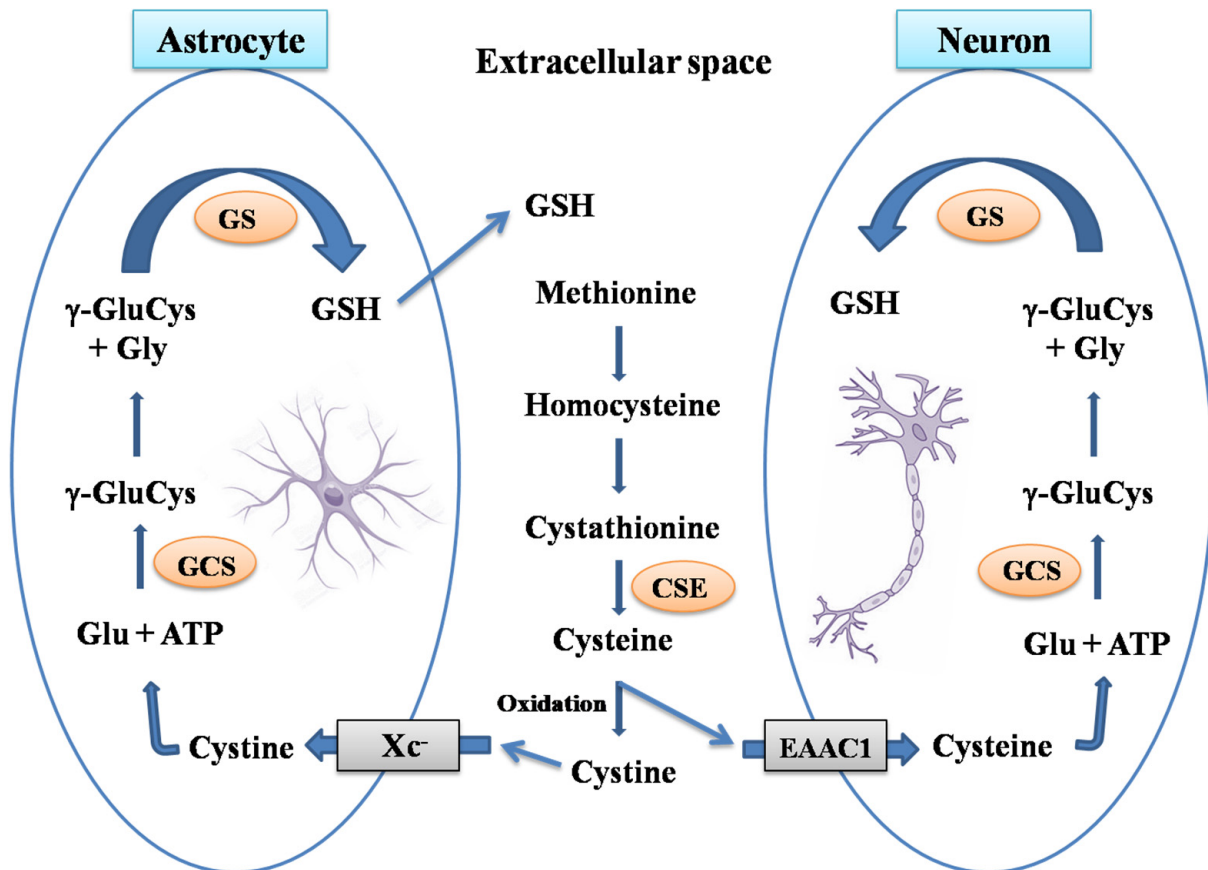 Astrocyte
Extracellular space
Neuron
GS
γ-GluCys
+ Gly
GSH
γ-GluCys
GCS
Glu + ATP
Cystine
Xc⁻
GSH
Methionine
Homocysteine
Cystathionine
CSE
Cysteine
Oxidation
Cystine
EAAC1
GS
GSH
γ-GluCys
+ Gly
γ-GluCys
GCS
Glu + ATP
Cysteine